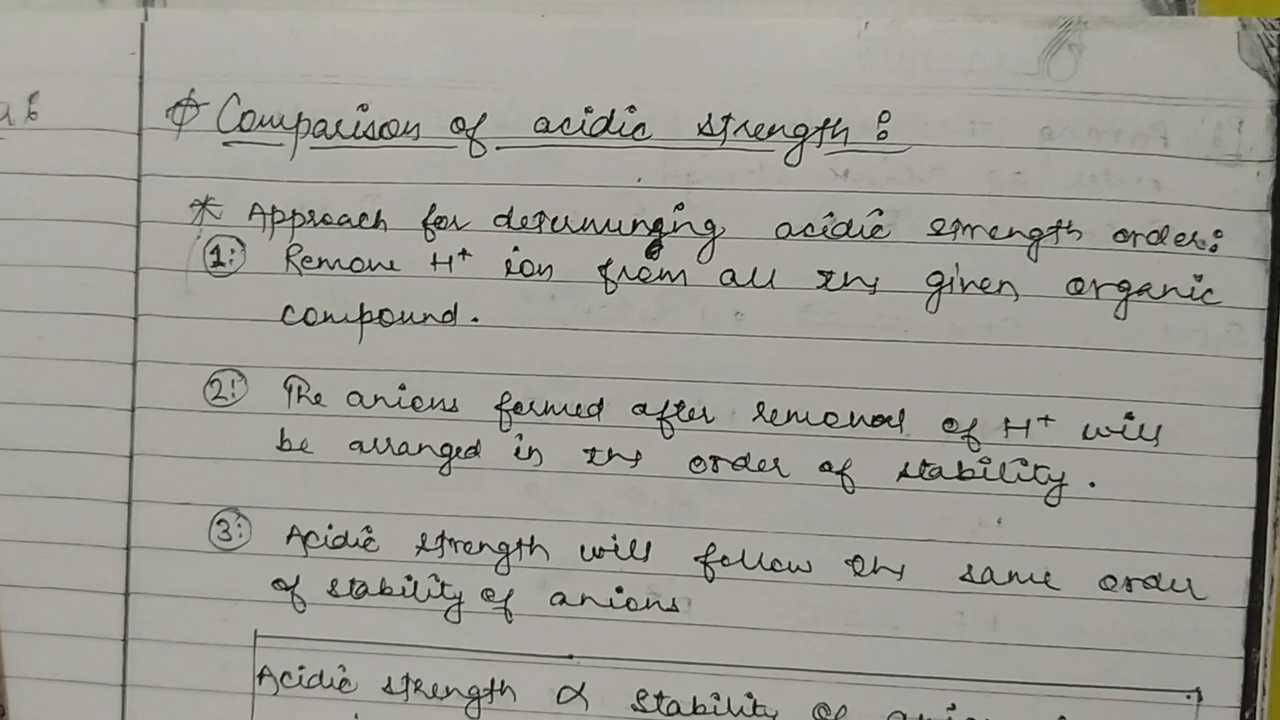 Comparison of acidic strength :
* Approach for determining acidic strength order:
1: Remove H+ ion from all the given organic
compound.
2: The anions formed after removal of H+ will
be arranged in the order of stability.
3: Acidic strength will follow the same order
of stability of anions
Acidic strength ∝ stability of